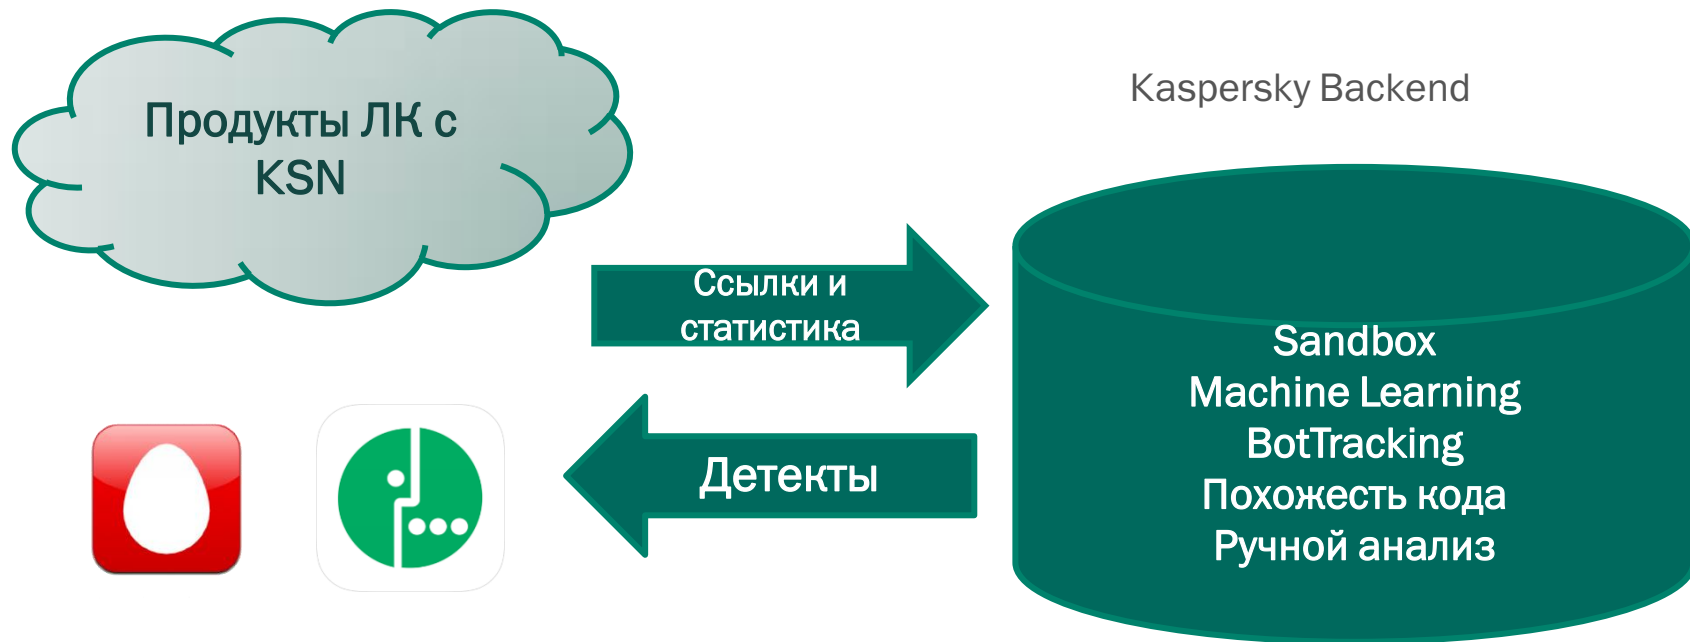 Продукты ЛК с
KSN
Kaspersky Backend
Ссылки и
статистика
Детекты
Sandbox
Machine Learning
BotTracking
Похожесть кода
Ручной анализ